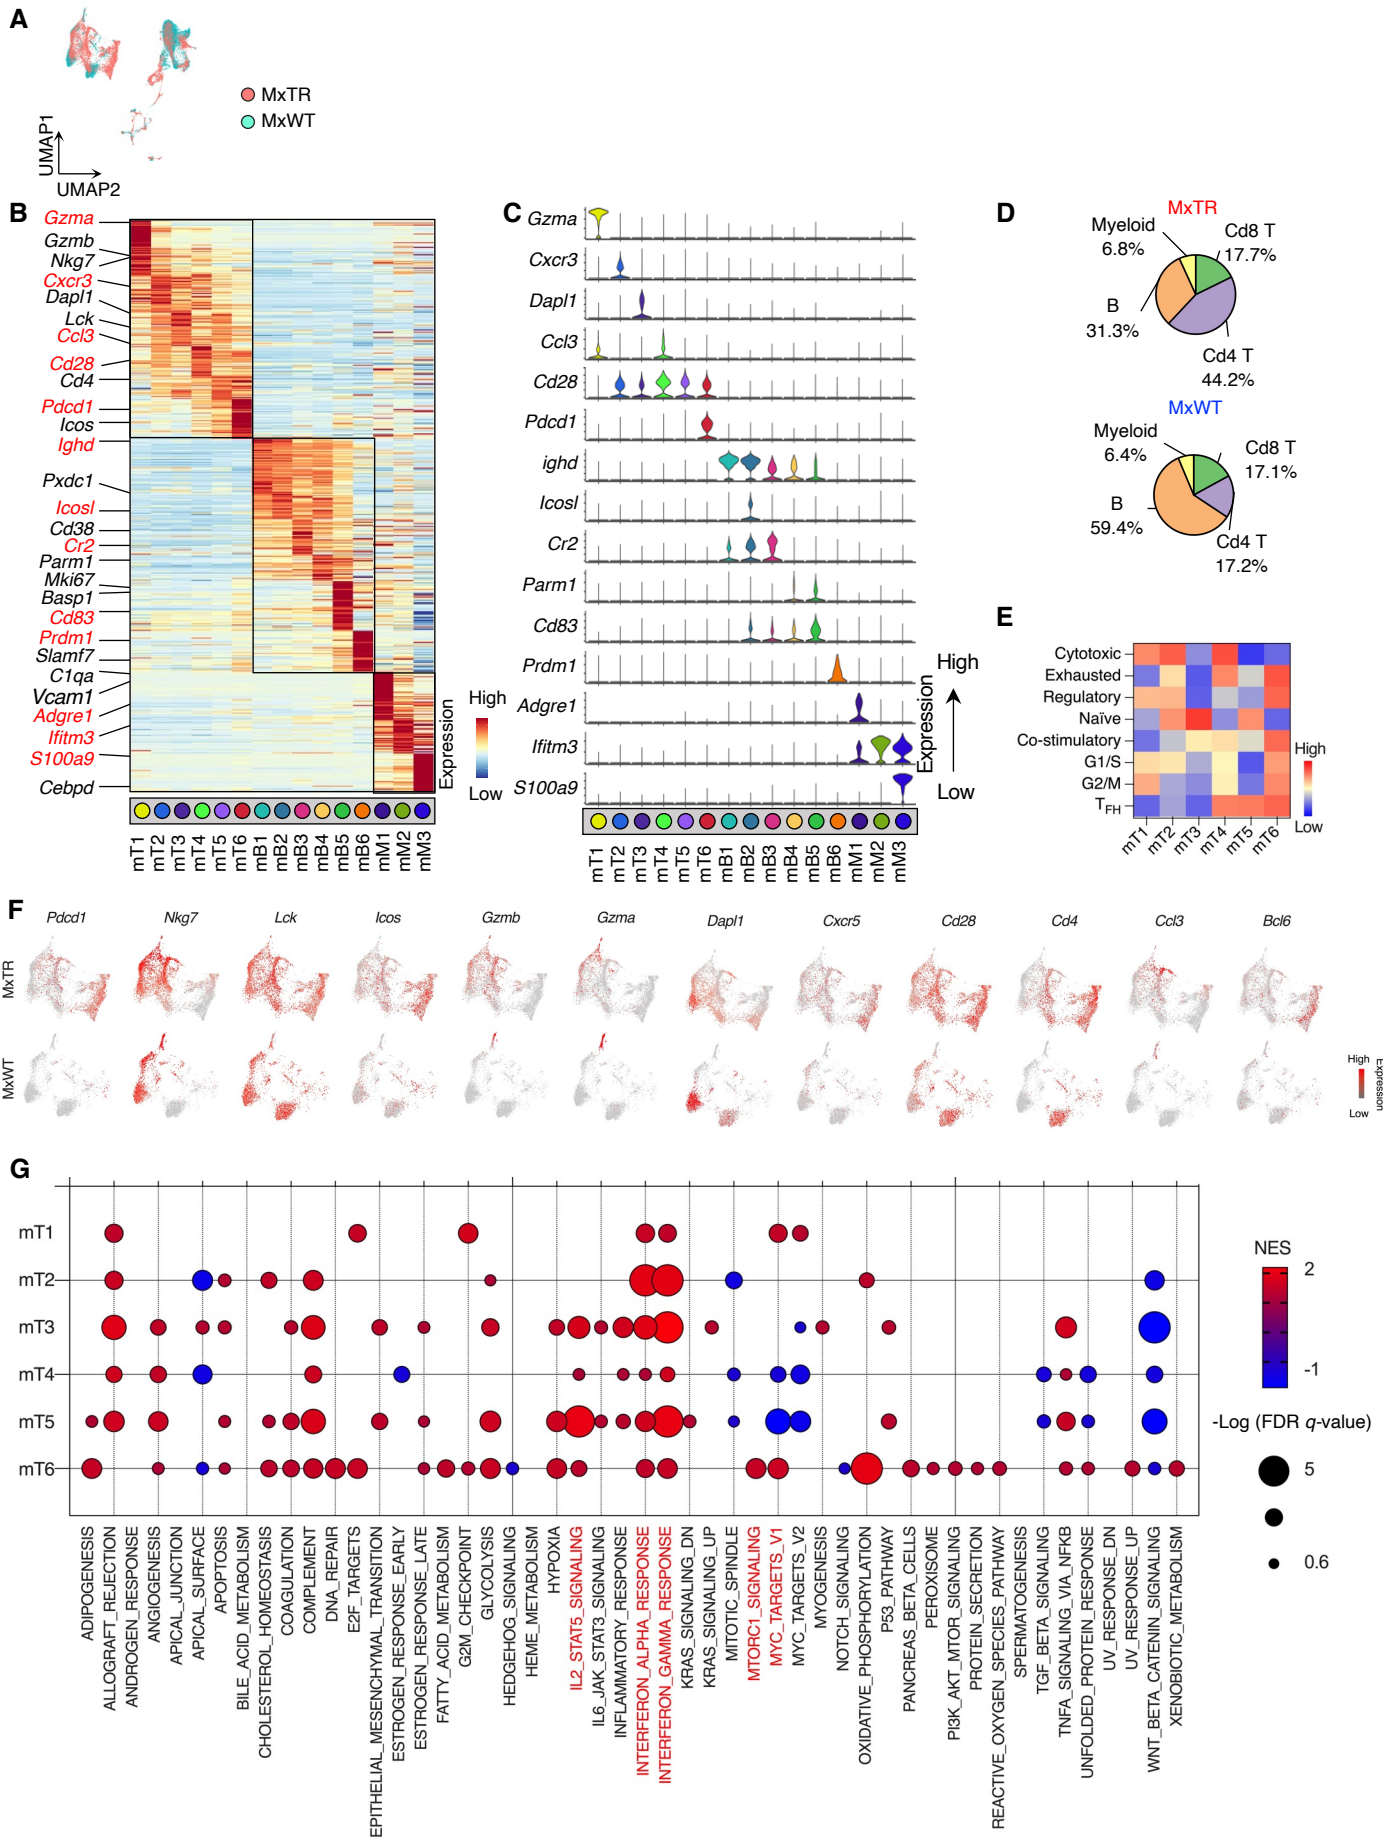 A
MxTR
MxWT
UMAP1
UMAP2
B
Gzma
Gzmb
Nkg7
Cxcr3
Dapl1
Lck
Ccl3
Cd28
Cd4
Pdcd1
Icos
Ighd
Pxdc1
Icosl
Cd38
Cr2
Parm1
Mki67
Basp1
Cd83
Prdm1
Slamf7
C1qa
Vcam1
Adgre1
Ifitm3
S100a9
Cebpd
High
Expression
Low
mT1 mT2 mT3 mT4 mT5 mT6 mB1 mB2 mB3 mB4 mB5 mB6 mM1 mM2 mM3
C
Gzma
Cxcr3
Dapl1
Ccl3
Cd28
Pdcd1
ighd
Icosl
Cr2
Parm1
Cd83
Prdm1
Adgre1
Ifitm3
S100a9
High
Expression
Low
mT1 mT2 mT3 mT4 mT5 mT6 mB1 mB2 mB3 mB4 mB5 mB6 mM1 mM2 mM3
D
MxTR
Myeloid
6.8%
Cd8 T
17.7%
B
31.3%
Cd4 T
44.2%
MxWT
Myeloid
6.4%
Cd8 T
17.1%
B
59.4%
Cd4 T
17.2%
E
Cytotoxic
Exhausted
Regulatory
Naïve
Co-stimulatory
G1/S
G2/M
TFH
mT1 mT2 mT3 mT4 mT5 mT6
High
Low
F
Pdcd1 Nkg7 Lck Icos Gzmb Gzma Dapl1 Cxcr5 Cd28 Cd4 Ccl3 Bcl6
MxTR
MxWT
High
Expression
Low
G
mT1
mT2
mT3
mT4
mT5
mT6
ADIPOGENESIS
ALLOGRAFT_REJECTION
ANDROGEN_RESPONSE
ANGIOGENESIS
APICAL_JUNCTION
APICAL_SURFACE
APOPTOSIS
BILE_ACID_METABOLISM
CHOLESTEROL_HOMEOSTASIS
COAGULATION
COMPLEMENT
DNA_REPAIR
E2F_TARGETS
EPITHELIAL_MESENCHYMAL_TRANSITION
ESTROGEN_RESPONSE_EARLY
ESTROGEN_RESPONSE_LATE
FATTY_ACID_METABOLISM
G2M_CHECKPOINT
GLYCOLYSIS
HEDGEHOG_SIGNALING
HEME_METABOLISM
HYPOXIA
IL2_STAT5_SIGNALING
IL6_JAK_STAT3_SIGNALING
INFLAMMATORY_RESPONSE
INTERFERON_ALPHA_RESPONSE
INTERFERON_GAMMA_RESPONSE
KRAS_SIGNALING_DN
KRAS_SIGNALING_UP
MITOTIC_SPINDLE
MTORC1_SIGNALING
MYC_TARGETS_V1
MYC_TARGETS_V2
MYOGENESIS
NOTCH_SIGNALING
OXIDATIVE_PHOSPHORYLATION
P53_PATHWAY
PANCREAS_BETA_CELLS
PEROXISOME
PI3K_AKT_MTOR_SIGNALING
PROTEIN_SECRETION
REACTIVE_OXYGEN_SPECIES_PATHWAY
SPERMATOGENESIS
TGF_BETA_SIGNALING
TNFA_SIGNALING_VIA_NFKB
UNFOLDED_PROTEIN_RESPONSE
UV_RESPONSE_DN
UV_RESPONSE_UP
WNT_BETA_CATENIN_SIGNALING
XENOBIOTIC_METABOLISM
NES
2
-1
-Log (FDR q-value)
5
0.6